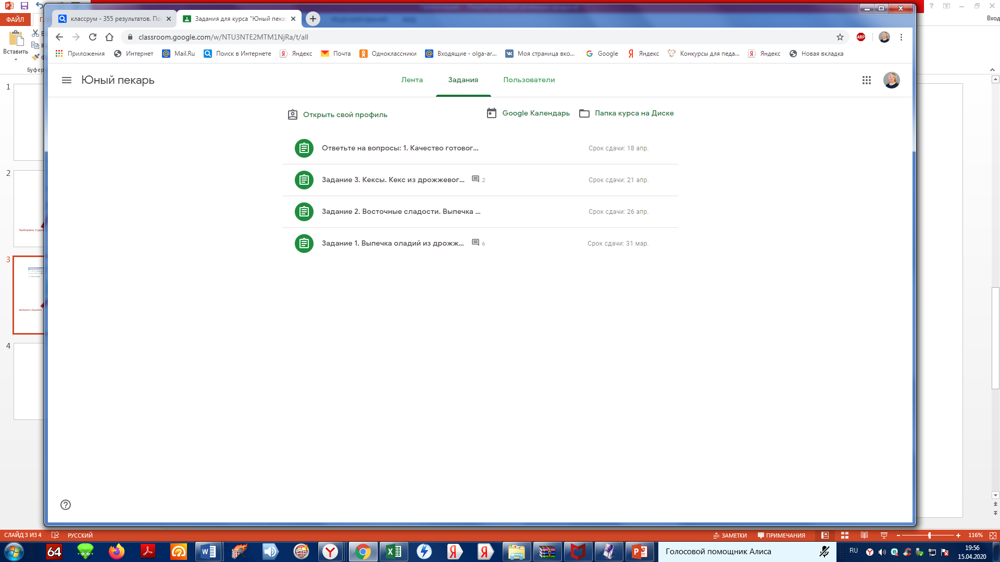 классрум - 355 результатов. По
Задания для курса "Юный пека
ФАЙЛ
Вход
classroom.google.com/w/NTU3NTE2MTM1NjRa/t/all
ABP
Вставить
Приложения Интернет Mail.Ru Поиск в Интернете Яндекс Почта Одноклассники Входящие - olga-ar... Моя страница вко... Google Яндекс Конкурсы для педа... Яндекс Новая вкладка
Буфер
Юный пекарь
Лента Задания Пользователи
Открыть свой профиль
Google Календарь Папка курса на Диске
Ответьте на вопросы: 1. Качество готовог... Срок сдачи: 18 апр.
Задание 3. Кексы. Кекс из дрожжевог... 2 Срок сдачи: 21 апр.
Задание 2. Восточные сладости. Выпечка ... Срок сдачи: 26 апр.
Задание 1. Выпечка оладий из дрожж... 6 Срок сдачи: 31 мар.
1
2
Выбираем студию
3
Выбираем «Задания»
4
СЛАЙД 3 ИЗ 4 РУССКИЙ ЗАМЕТКИ ПРИМЕЧАНИЯ 116%
64
Голосовой помощник Алиса
RU
19:56
15.04.2020